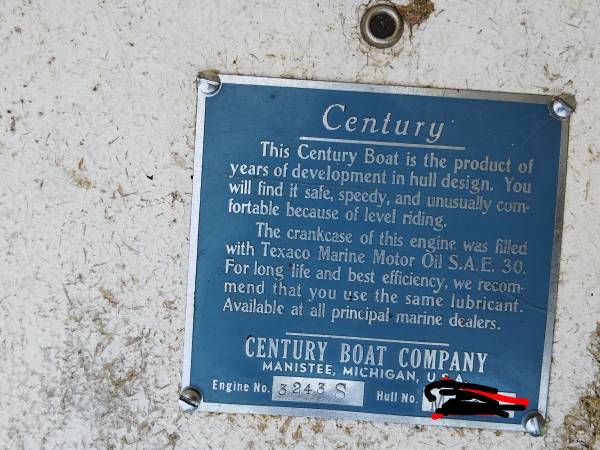 Century
This Century Boat is the product of
years of development in hull design. You
will find it safe, speedy, and unusually com-
fortable because of level riding.
The crankcase of this engine was filled
with Texaco Marine Motor Oil S.A.E. 30.
For long life and best efficiency, we recom-
mend that you use the same lubricant.
Available at all principal marine dealers.
CENTURY BOAT COMPANY
MANISTEE, MICHIGAN, U.S.A.
Engine No. 3243 S Hull No.